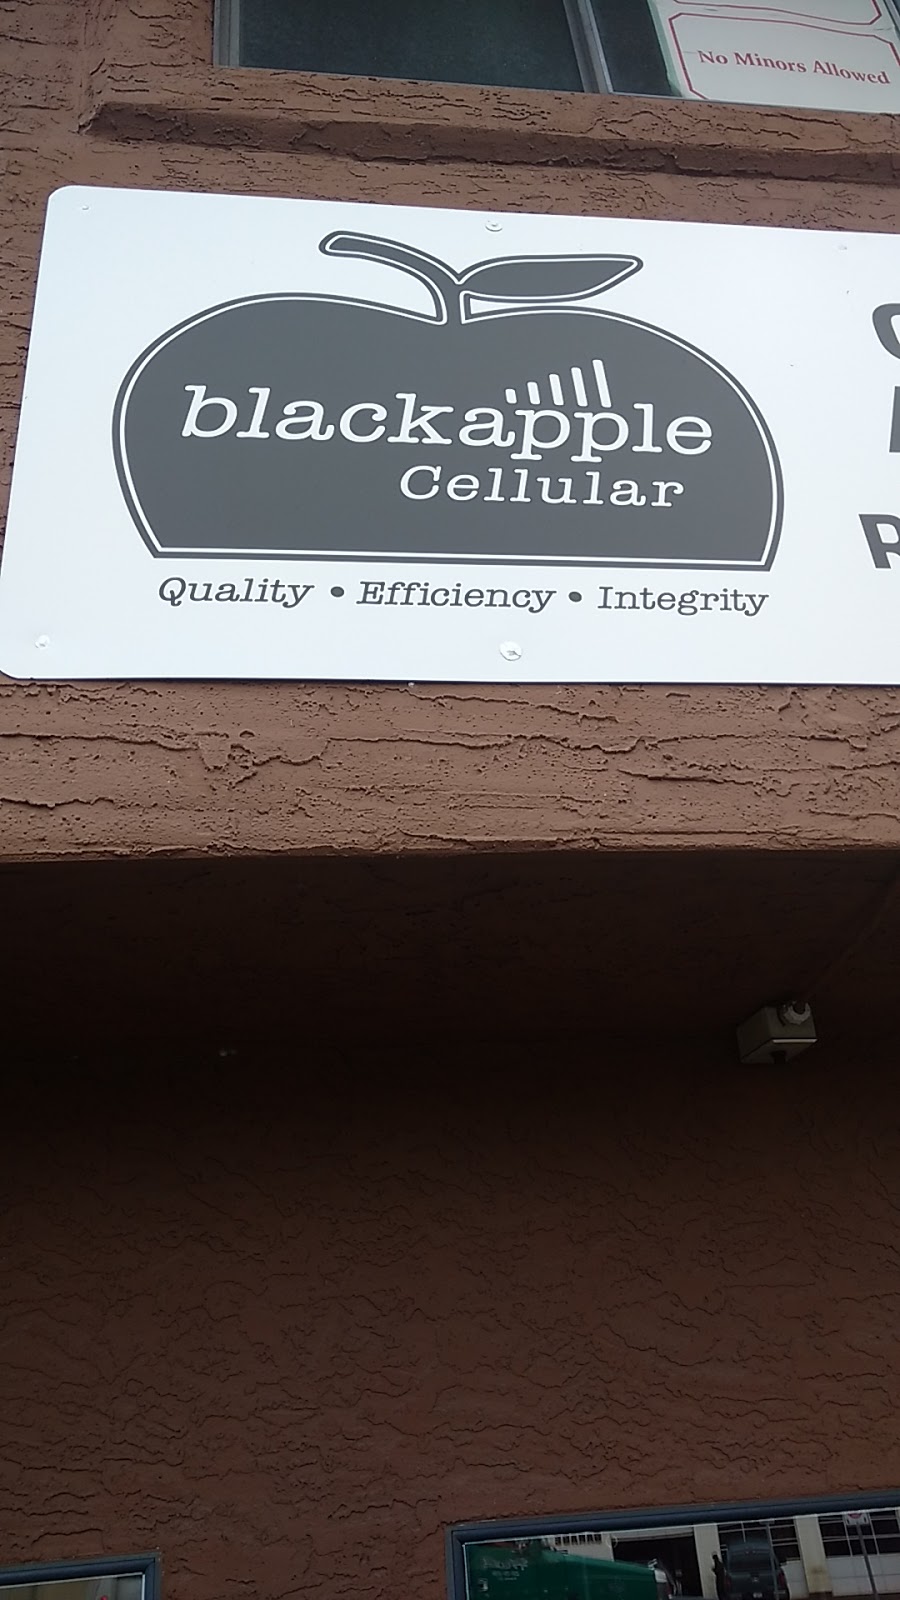 No Minors Allowed
blackapple
Cellular
Quality • Efficiency • Integrity